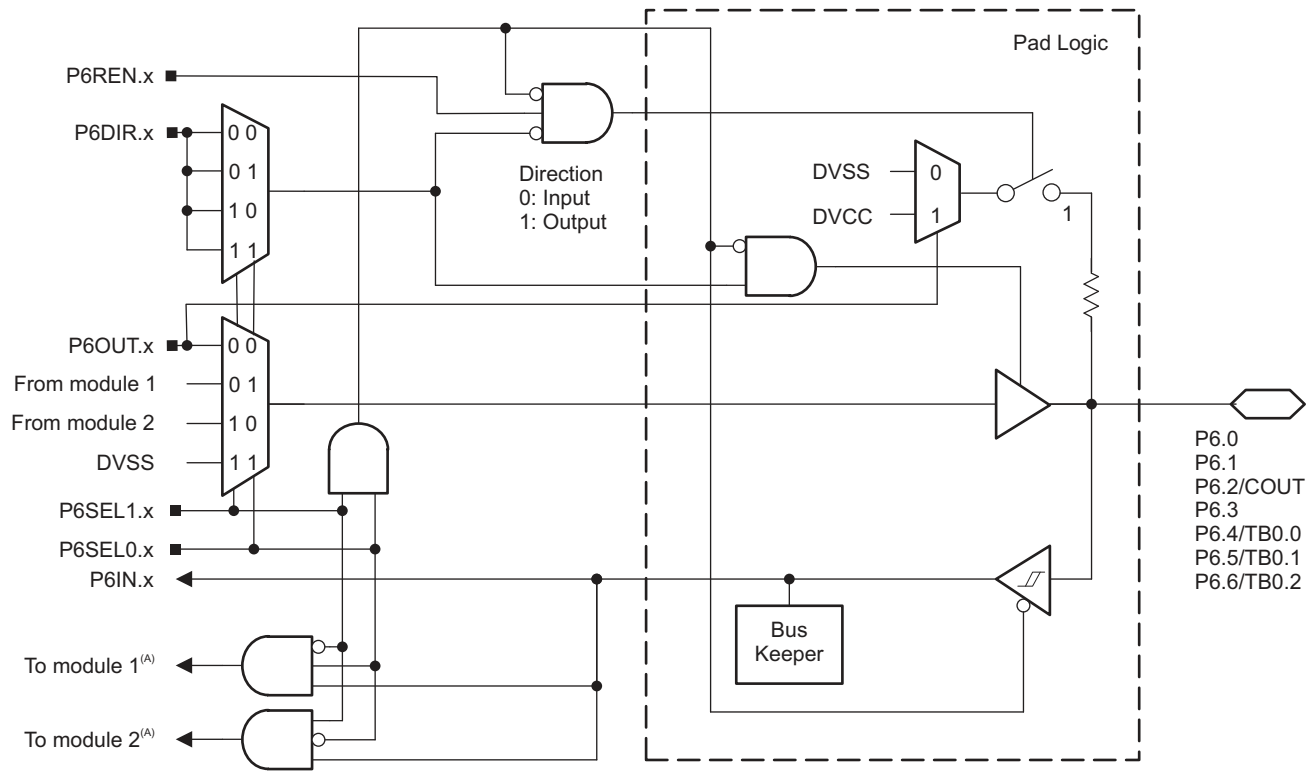 Pad Logic
P6REN.x
P6DIR.x
0 0
0 1
1 0
1 1
Direction
0: Input
1: Output
DVSS
DVCC
0
1
1
P6OUT.x
From module 1
From module 2
DVSS
0 0
0 1
1 0
1 1
P6SEL1.x
P6SEL0.x
P6IN.x
To module 1(A)
To module 2(A)
Bus
Keeper
P6.0
P6.1
P6.2/COUT
P6.3
P6.4/TB0.0
P6.5/TB0.1
P6.6/TB0.2